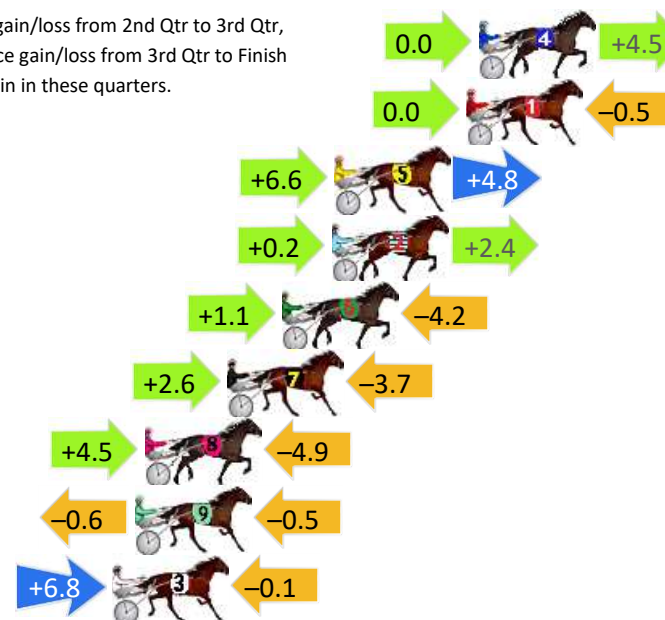 gain/loss from 2nd Qtr to 3rd Qtr,
ce gain/loss from 3rd Qtr to Finish
in in these quarters.
0.0 4 +4.5
0.0 1 –0.5
+6.6 5 +4.8
+0.2 2 +2.4
+1.1 6 –4.2
+2.6 7 –3.7
+4.5 8 –4.9
–0.6 9 –0.5
+6.8 3 –0.1